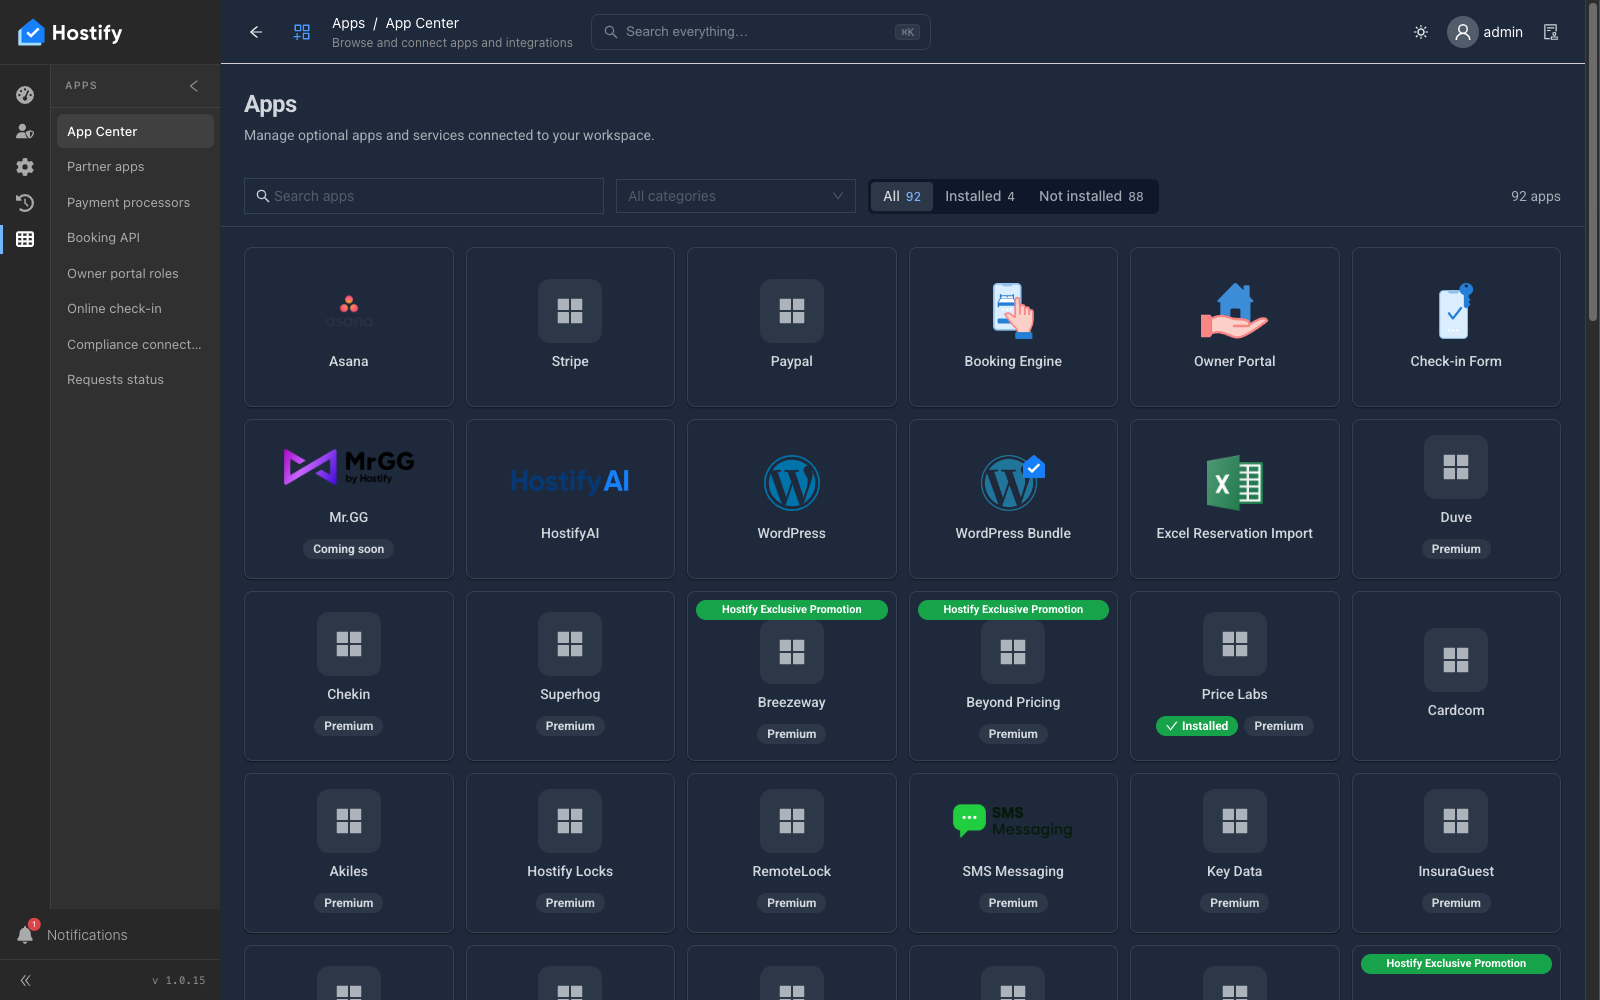 Hostify
Apps / App Center
Browse and connect apps and integrations
Search everything...
⌘K
admin
APPS
App Center
Partner apps
Payment processors
Booking API
Owner portal roles
Online check-in
Compliance connect...
Requests status
1
Notifications
v 1.0.15
Apps
Manage optional apps and services connected to your workspace.
Search apps
All categories
All 92
Installed 4
Not installed 88
92 apps
asana
Asana
Stripe
Paypal
Booking Engine
Owner Portal
Check-in Form
MrGG
by Hostify
Mr.GG
Coming soon
HostifyAI
HostifyAI
WordPress
WordPress Bundle
X
Excel Reservation Import
Duve
Premium
Chekin
Premium
Superhog
Premium
Hostify Exclusive Promotion
Breezeway
Premium
Hostify Exclusive Promotion
Beyond Pricing
Premium
Price Labs
Installed
Premium
Cardcom
Akiles
Premium
Hostify Locks
Premium
RemoteLock
Premium
SMS
Messaging
SMS Messaging
Premium
Key Data
Premium
InsuraGuest
Premium
Hostify Exclusive Promotion